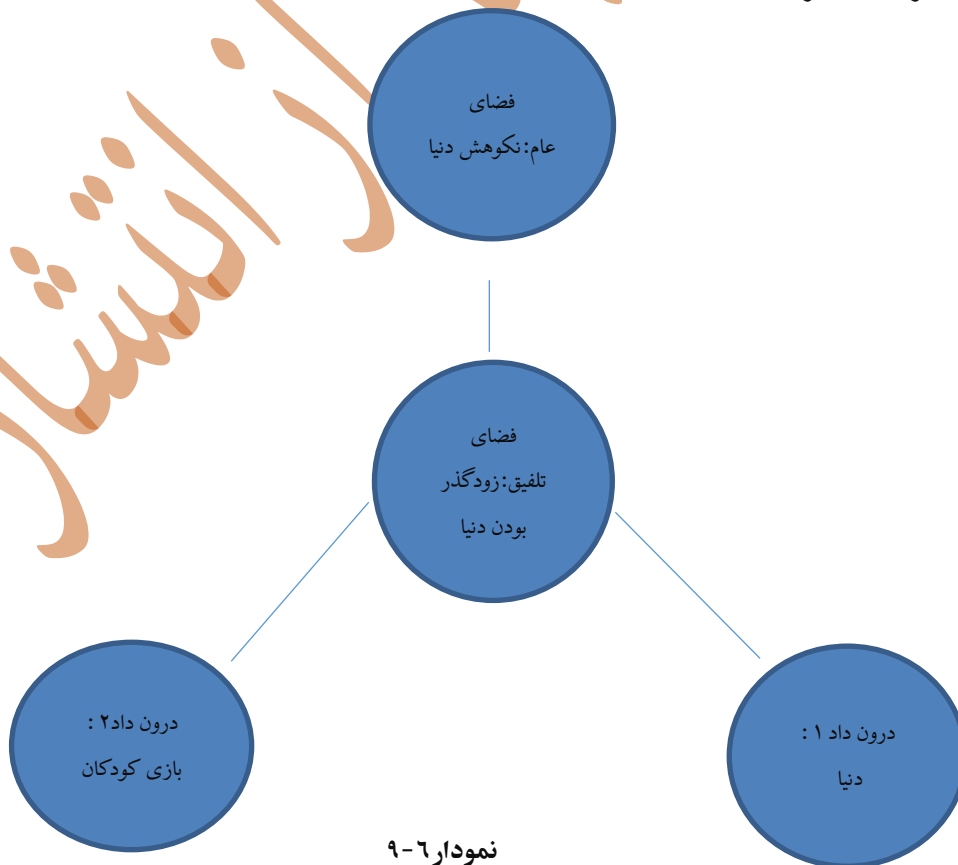 فضای
عام:نکوهش دنیا
فضای
تلفیق:زودگذر
بودن دنیا
درون داد ۱ :
دنیا
درون داد۲ :
بازی کودکان
نمودار۶-۹